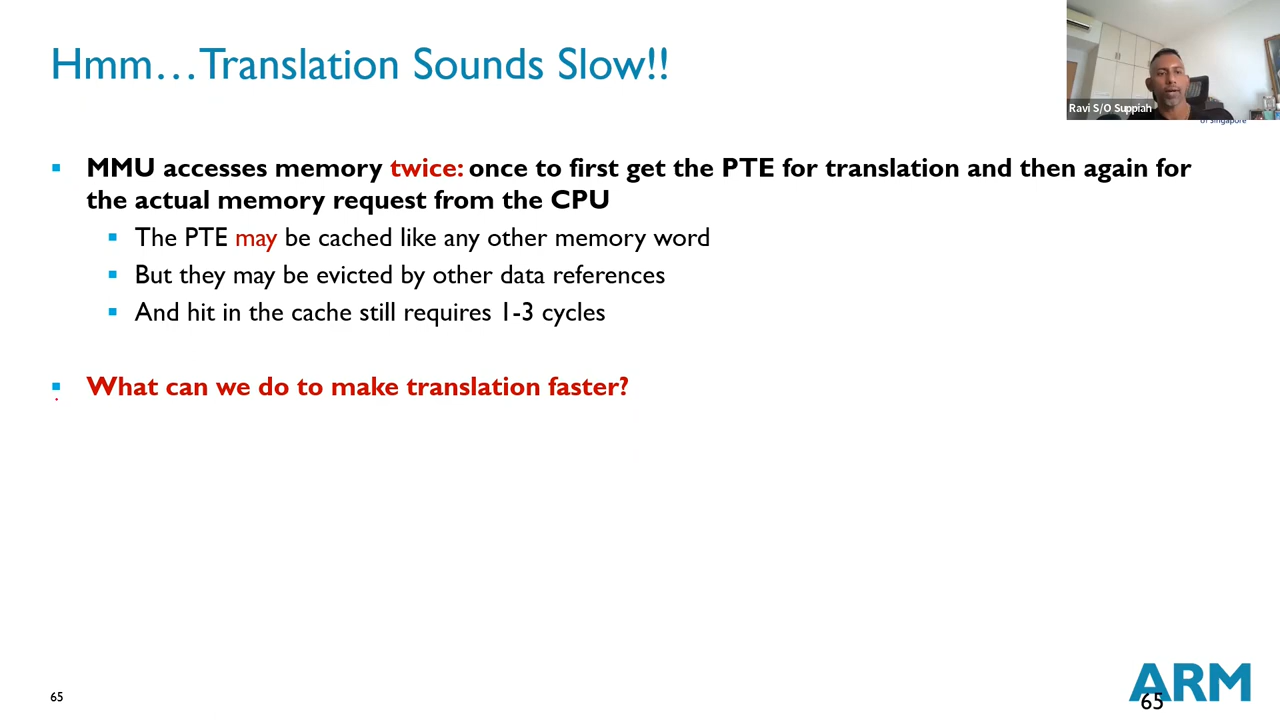 Hmm…Translation Sounds Slow!!
Ravi S/O Suppiah
of Singapore
MMU accesses memory twice: once to first get the PTE for translation and then again for
the actual memory request from the CPU
The PTE may be cached like any other memory word
But they may be evicted by other data references
And hit in the cache still requires 1-3 cycles
What can we do to make translation faster?
65
ARM
65